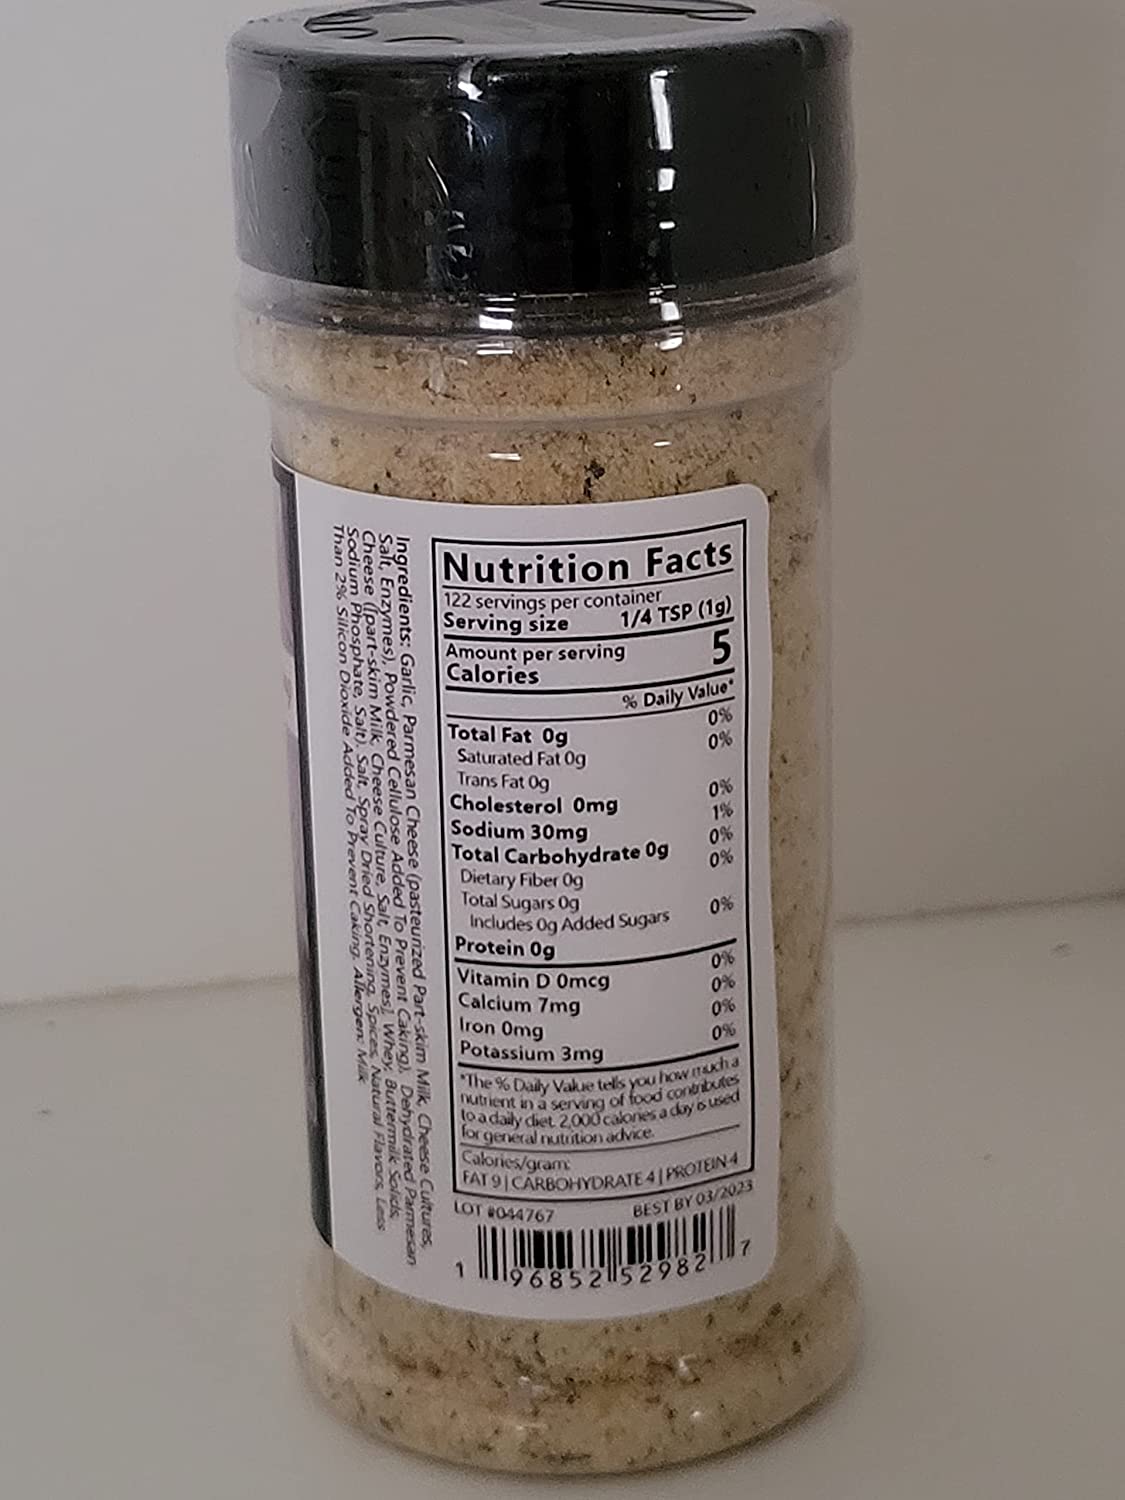 Ingredients: Garlic, Parmesan Cheese (pasteurized Part-skim Milk, Cheese Cultures,
Salt, Enzymes), Powdered Cellulose Added To Prevent Caking), Dehydrated Parmesan
Cheese ([part-skim Milk, Cheese Culture, Salt, Enzymes], Whey, Buttermilk Solids,
Sodium Phosphate, Salt), Salt, Spray Dried Shortening, Spices, Natural Flavors, Less
Than 2% Silicon Dioxide Added To Prevent Caking. Allergen: Milk
Nutrition Facts
122 servings per container
Serving size 1/4 TSP (1g)
Amount per serving
Calories 5
% Daily Value*
Total Fat 0g 0%
Saturated Fat 0g 0%
Trans Fat 0g
Cholesterol 0mg 0%
Sodium 30mg 1%
Total Carbohydrate 0g 0%
Dietary Fiber 0g 0%
Total Sugars 0g
Includes 0g Added Sugars 0%
Protein 0g
Vitamin D 0mcg 0%
Calcium 7mg 0%
Iron 0mg 0%
Potassium 3mg 0%
*The % Daily Value tells you how much a
nutrient in a serving of food contributes
to a daily diet. 2,000 calories a day is used
for general nutrition advice.
Calories/gram:
FAT 9 | CARBOHYDRATE 4 | PROTEIN 4
LOT #044767 BEST BY 03/2023
1 96852 52982 7